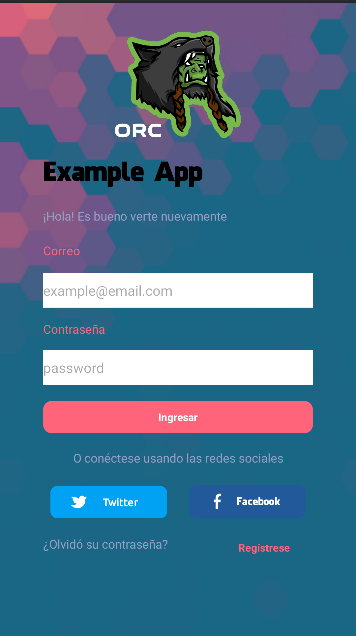 ORC
Example App
¡Hola! Es bueno verte nuevamente
Correo
example@email.com
Contraseña
password
Ingresar
O conéctese usando las redes sociales
Twitter
Facebook
¿Olvidó su contraseña?
Regístrese